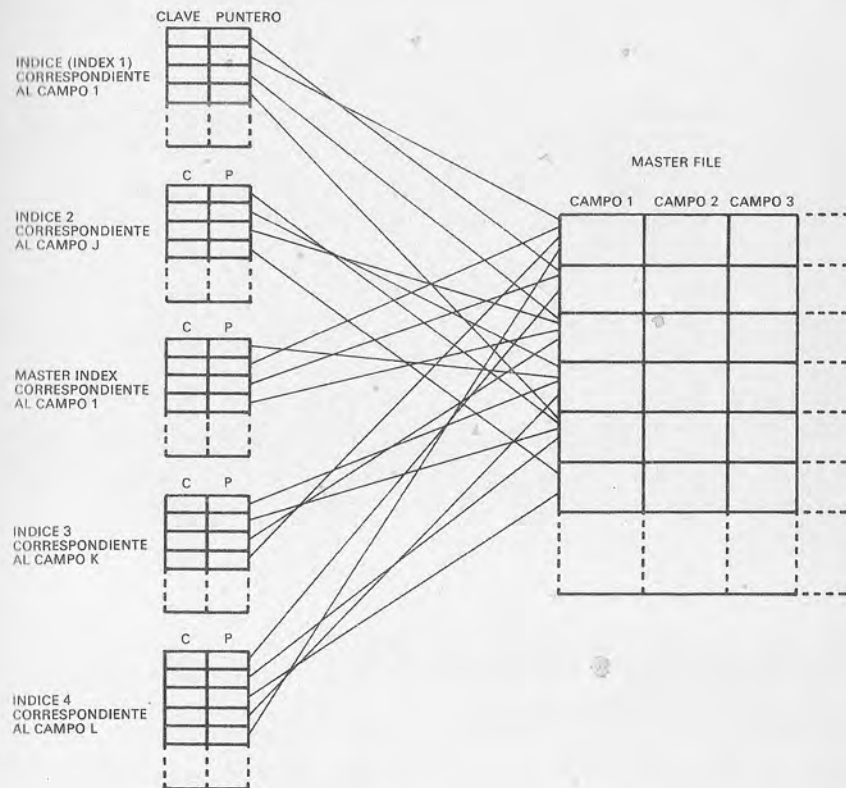 CLAVE PUNTERO
INDICE (INDEX 1)
CORRESPONDIENTE
AL CAMPO 1
C P
INDICE 2
CORRESPONDIENTE
AL CAMPO J
C P
MASTER INDEX
CORRESPONDIENTE
AL CAMPO 1
C P
INDICE 3
CORRESPONDIENTE
AL CAMPO K
C P
INDICE 4
CORRESPONDIENTE
AL CAMPO L
MASTER FILE
CAMPO 1 CAMPO 2 CAMPO 3